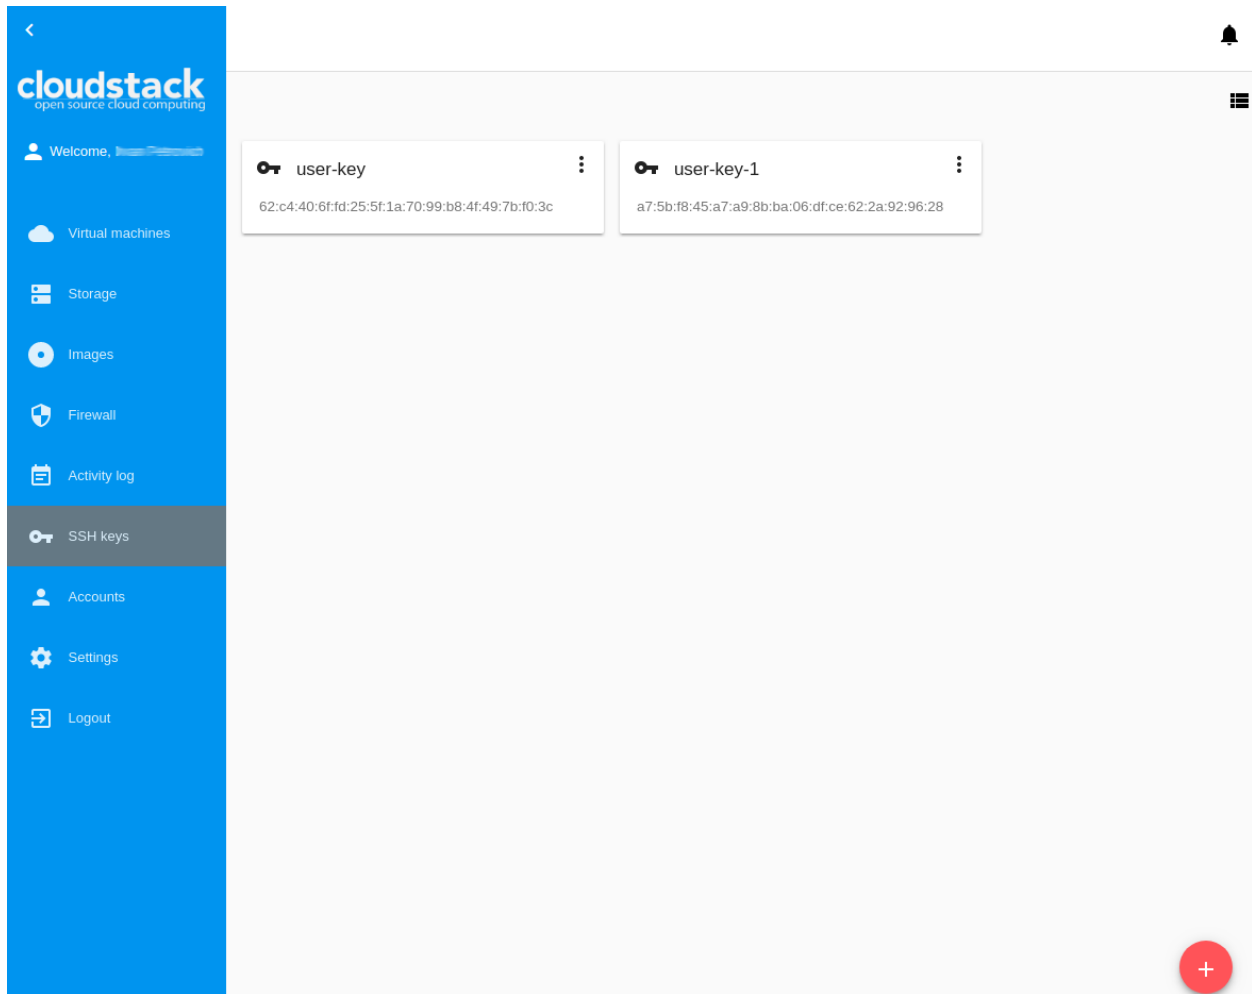 cloudstack
open source cloud computing
Welcome,
Virtual machines
Storage
Images
Firewall
Activity log
SSH keys
Accounts
Settings
Logout
user-key
62:c4:40:6f:fd:25:5f:1a:70:99:b8:4f:49:7b:f0:3c
user-key-1
a7:5b:f8:45:a7:a9:8b:ba:06:df:ce:62:2a:92:96:28